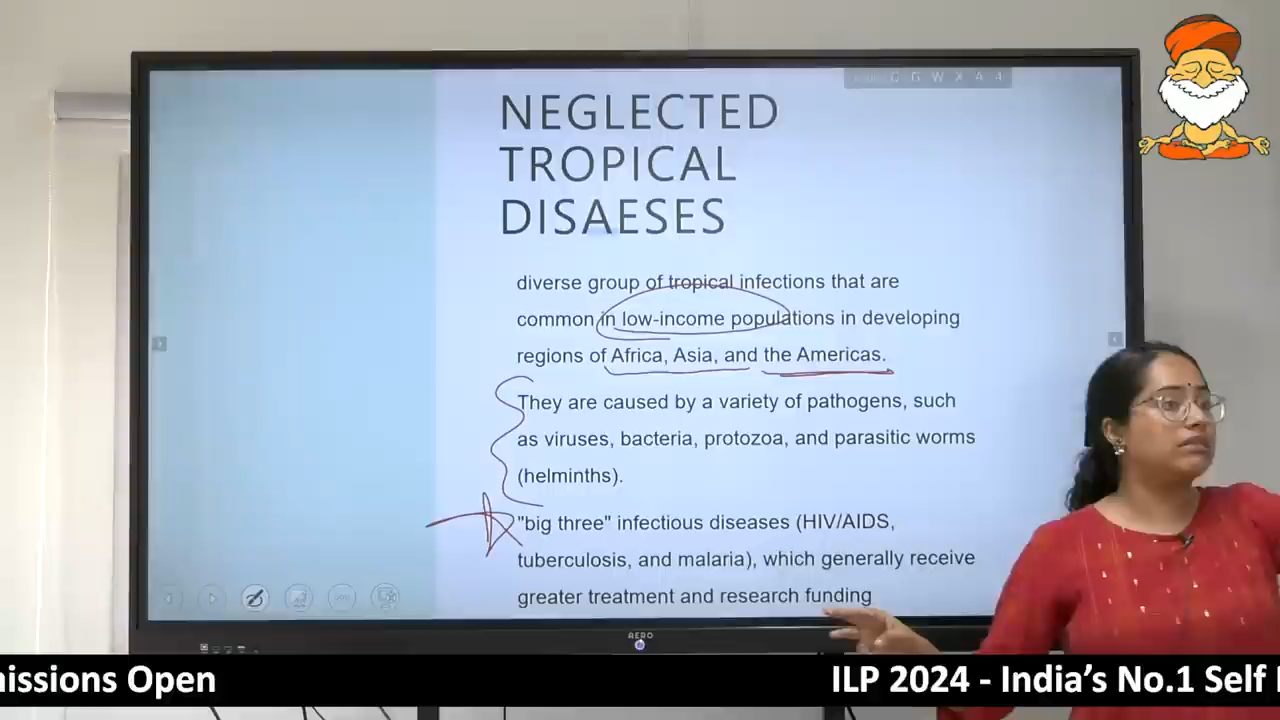 NEGLECTED
TROPICAL
DISAESES
diverse group of tropical infections that are
common in low-income populations in developing
regions of Africa, Asia, and the Americas.
They are caused by a variety of pathogens, such
as viruses, bacteria, protozoa, and parasitic worms
(helminths).
"big three" infectious diseases (HIV/AIDS,
tuberculosis, and malaria), which generally receive
greater treatment and research funding
AERO
missions Open
ILP 2024 - India's No.1 Self